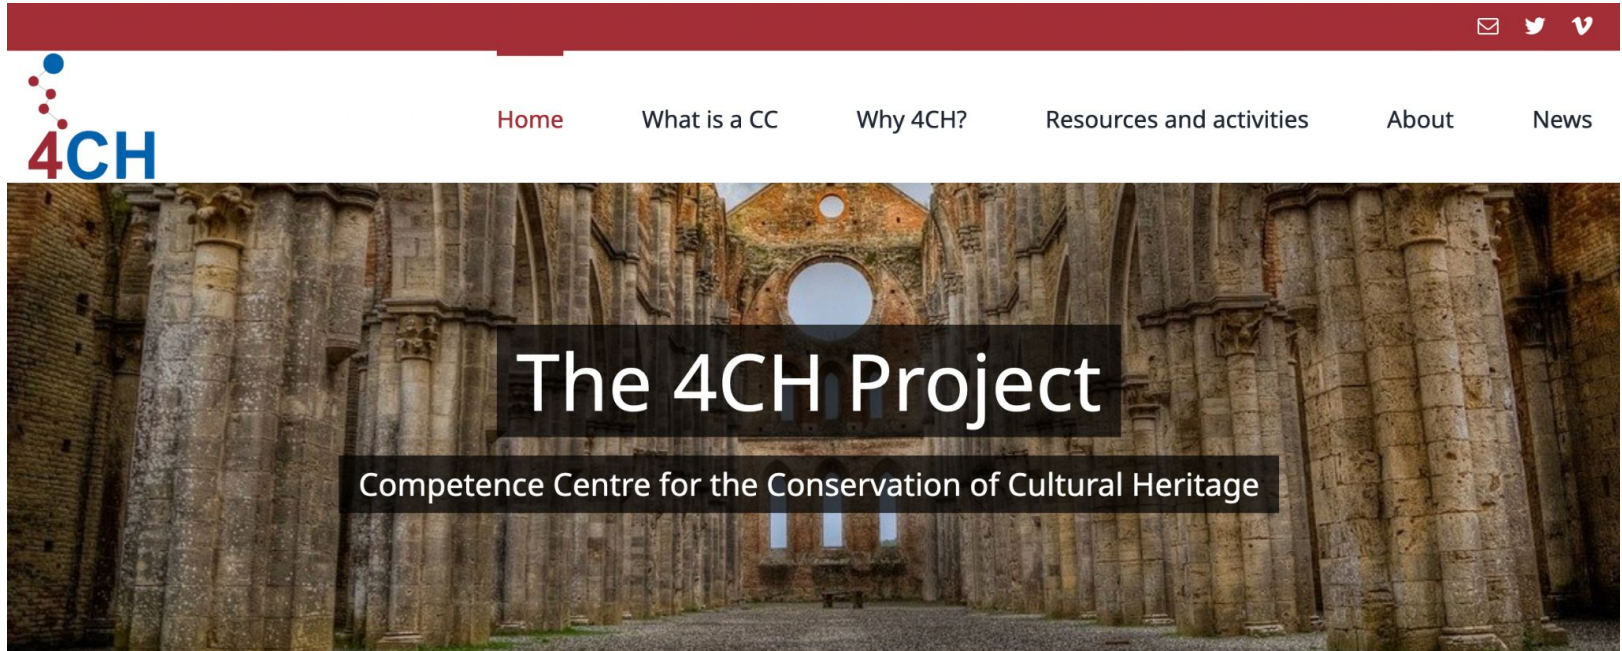 4CH
Home What is a CC Why 4CH? Resources and activities About News
The 4CH Project
Competence Centre for the Conservation of Cultural Heritage